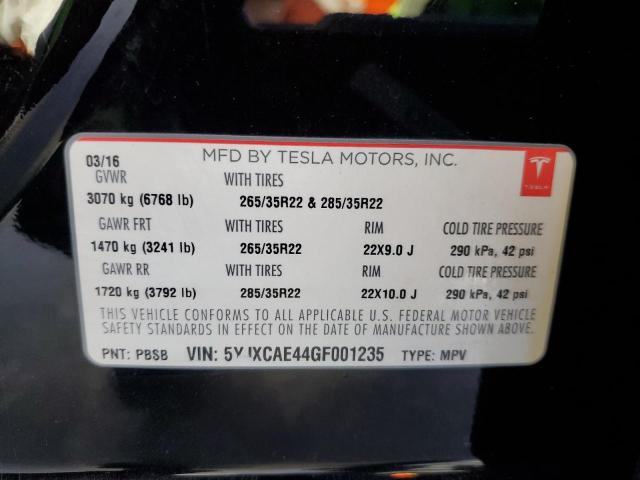 03/16 MFD BY TESLA MOTORS, INC.
TESLA
GVWR WITH TIRES
3070 kg (6768 lb) 265/35R22 & 285/35R22
GAWR FRT WITH TIRES RIM COLD TIRE PRESSURE
1470 kg (3241 lb) 265/35R22 22X9.0 J 290 kPa, 42 psi
GAWR RR WITH TIRES RIM COLD TIRE PRESSURE
1720 kg (3792 lb) 285/35R22 22X10.0 J 290 kPa, 42 psi
THIS VEHICLE CONFORMS TO ALL APPLICABLE U.S. FEDERAL MOTOR VEHICLE
SAFETY STANDARDS IN EFFECT ON THE DATE OF MANUFACTURE SHOWN ABOVE.
PNT: PBSB VIN: TYPE: MPV